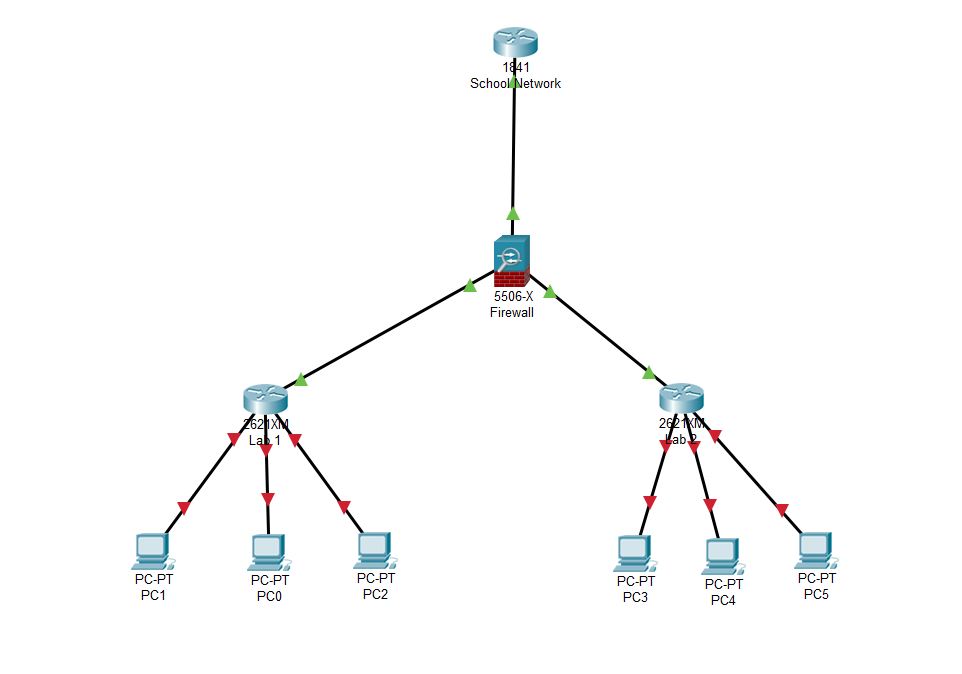 1841
School Network
5506-X
Firewall
2621XM
Lab 1
2621XM
Lab 2
PC-PT
PC1
PC-PT
PC0
PC-PT
PC2
PC-PT
PC3
PC-PT
PC4
PC-PT
PC5